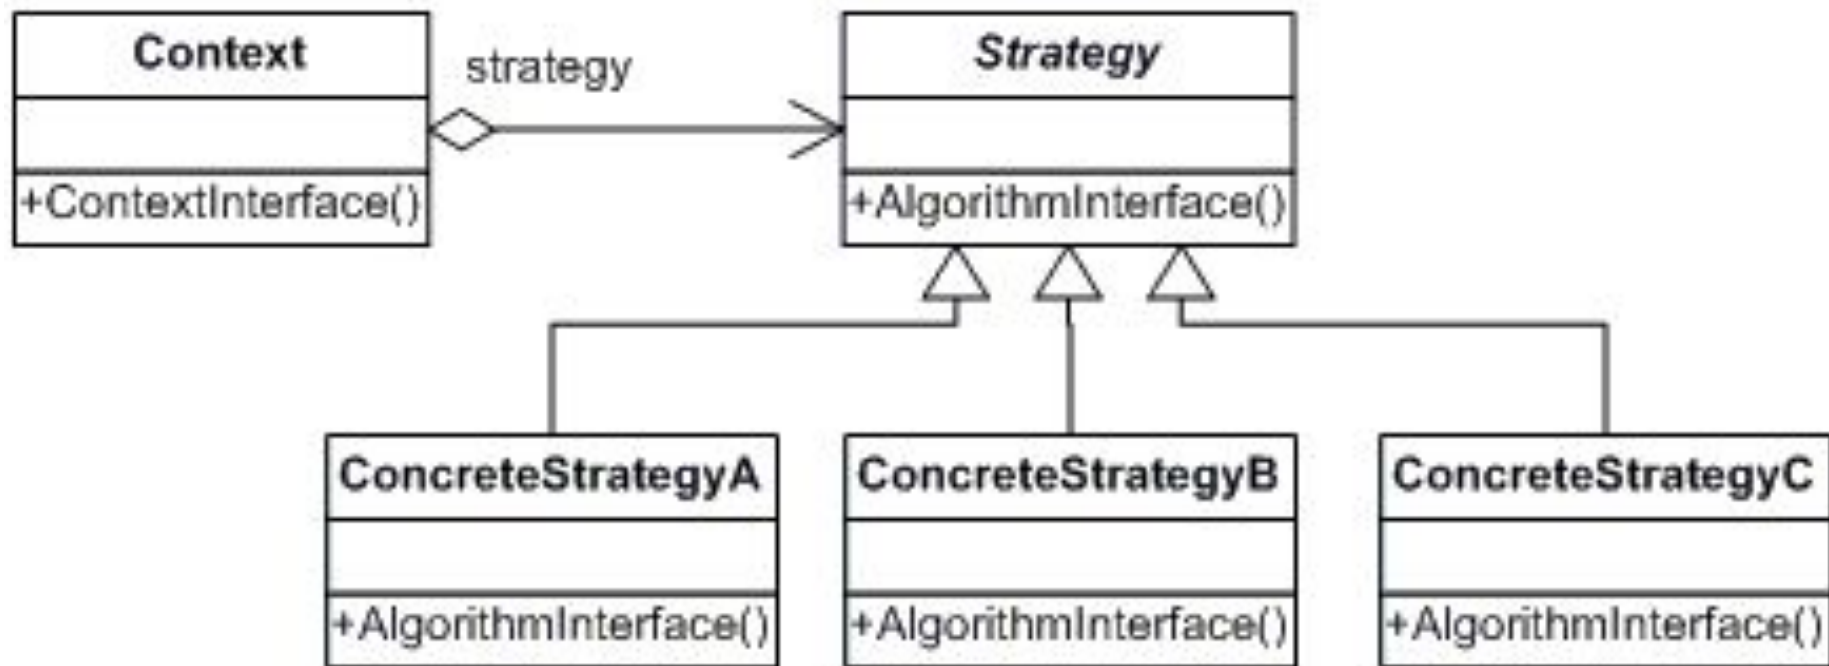 Context
strategy
Strategy
+ContextInterface()
+AlgorithmInterface()
ConcreteStrategyA
ConcreteStrategyB
ConcreteStrategyC
+AlgorithmInterface()
+AlgorithmInterface()
+AlgorithmInterface()